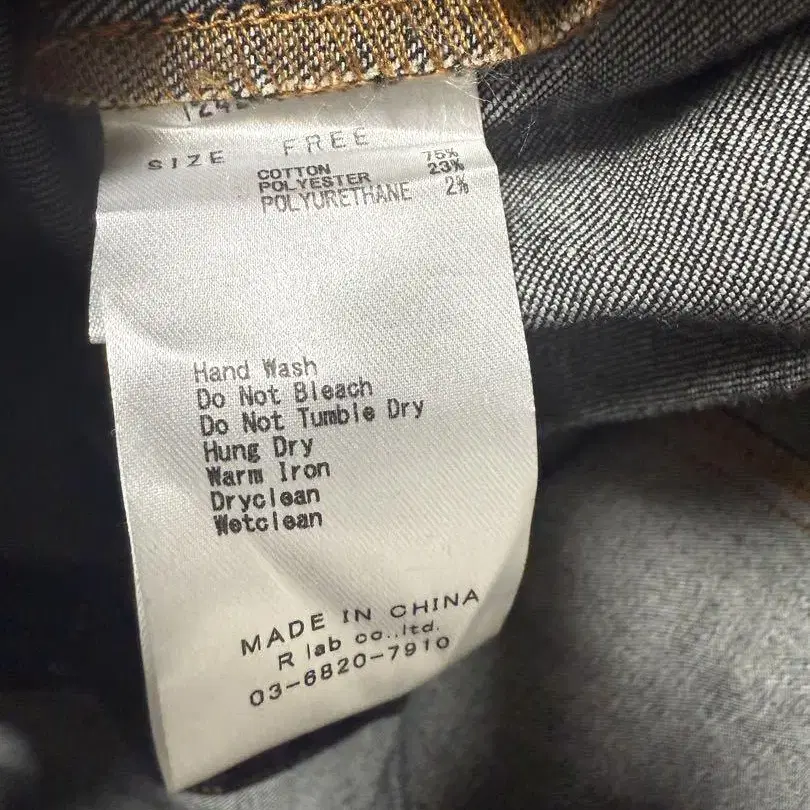 SIZE FREE
COTTON 75%
POLYESTER 23%
POLYURETHANE 2%
Hand Wash
Do Not Bleach
Do Not Tumble Dry
Hung Dry
Warm Iron
Dryclean
Wetclean
MADE IN CHINA
R lab co.,ltd.
03-6820-7910